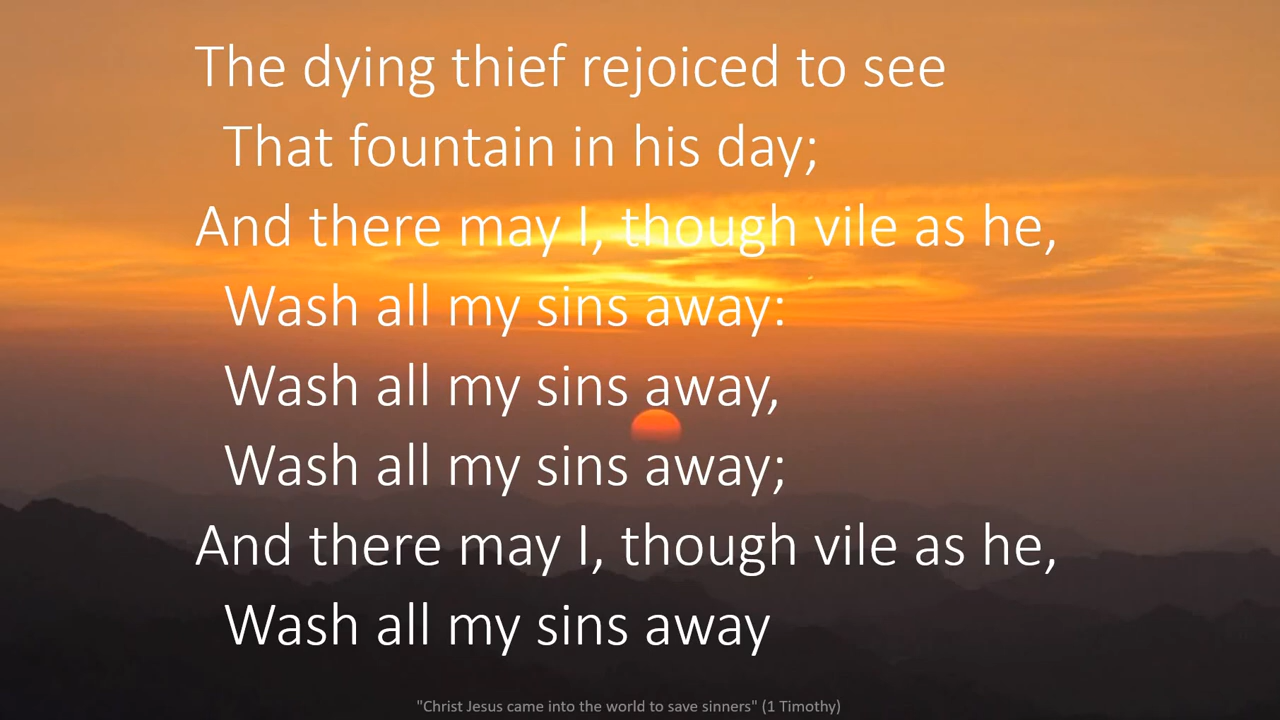 The dying thief rejoiced to see
That fountain in his day;
And there may I, though vile as he,
Wash all my sins away:
Wash all my sins away,
Wash all my sins away;
And there may I, though vile as he,
Wash all my sins away
"Christ Jesus came into the world to save sinners" (1 Timothy)